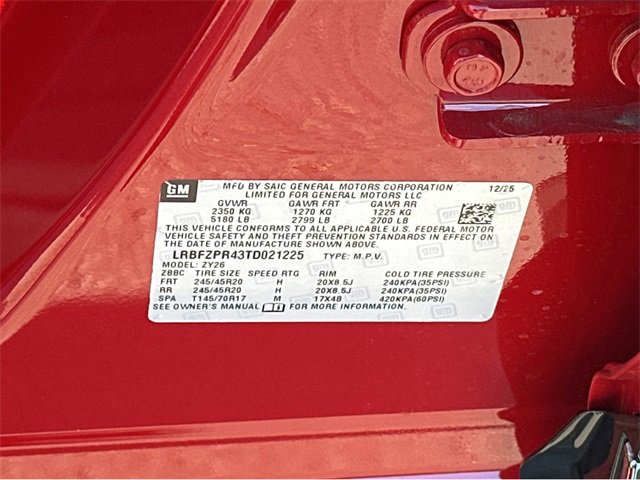 GM
MFD BY SAIC GENERAL MOTORS CORPORATION 12/25
LIMITED FOR GENERAL MOTORS LLC
GVWR GAWR FRT GAWR RR
2350 KG 1270 KG 1225 KG
5180 LB 2799 LB 2700 LB
THIS VEHICLE CONFORMS TO ALL APPLICABLE U.S. FEDERAL MOTOR
VEHICLE SAFETY AND THEFT PREVENTION STANDARDS IN EFFECT ON
THE DATE OF MANUFACTURE SHOWN ABOVE.
LRBFZPR43TD021225 TYPE: M.P.V.
MODEL: ZY26
ZBBC TIRE SIZE SPEED RTG RIM COLD TIRE PRESSURE
FRT 245/45R20 H 20X8.5J 240KPA(35PSI)
RR 245/45R20 H 20X8.5J 240KPA(35PSI)
SPA T145/70R17 M 17X4B 420KPA(60PSI)
SEE OWNER'S MANUAL FOR MORE INFORMATION.